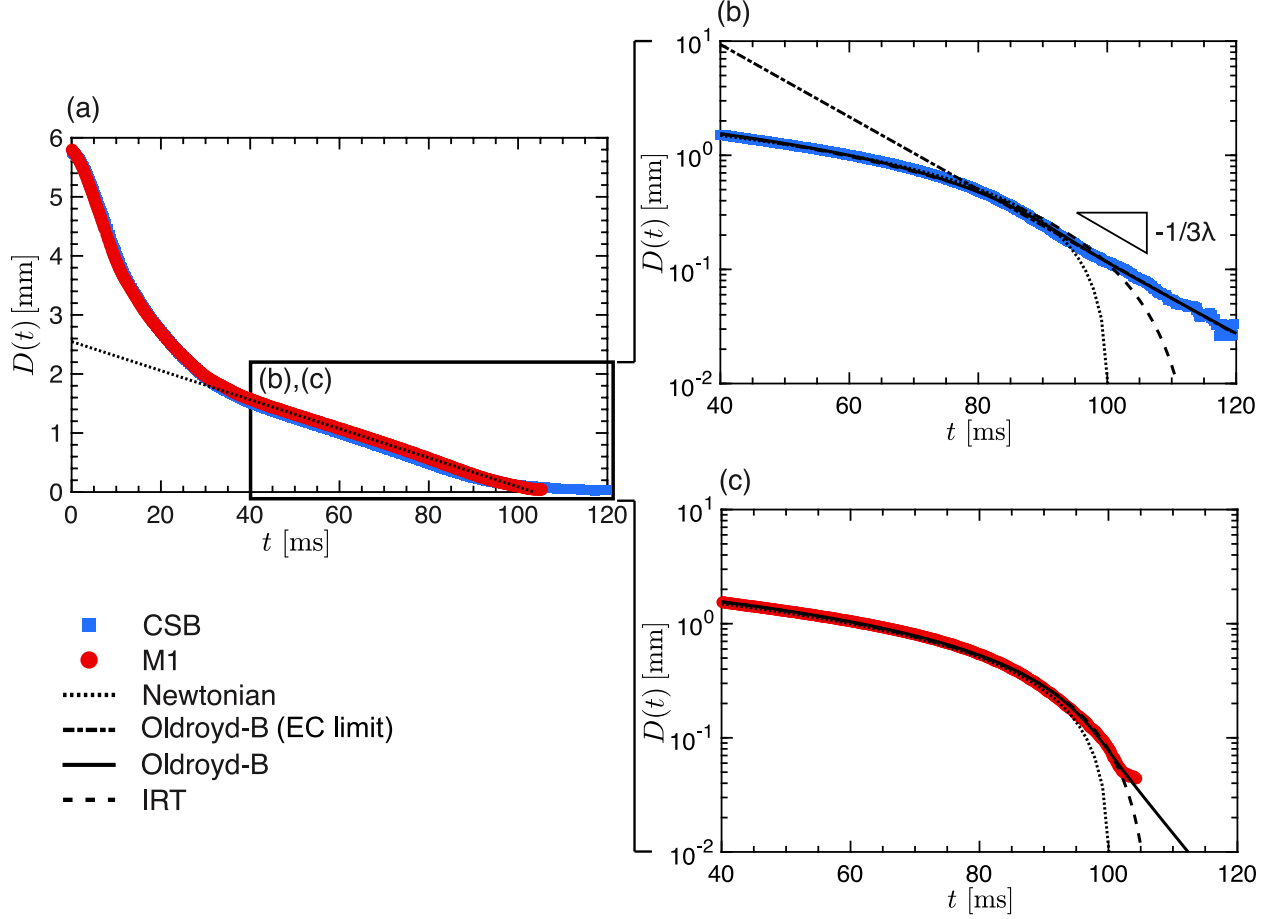 (a)
D(t) [mm]
6
5
4
3
2
1
0
(b),(c)
0 20 40 60 80 100 120
t [ms]
CSB
M1
Newtonian
Oldroyd-B (EC limit)
Oldroyd-B
IRT
(b)
D(t) [mm]
10^1
10^0
10^-1
10^-2
-1/3λ
40 60 80 100 120
t [ms]
(c)
D(t) [mm]
10^1
10^0
10^-1
10^-2
40 60 80 100 120
t [ms]